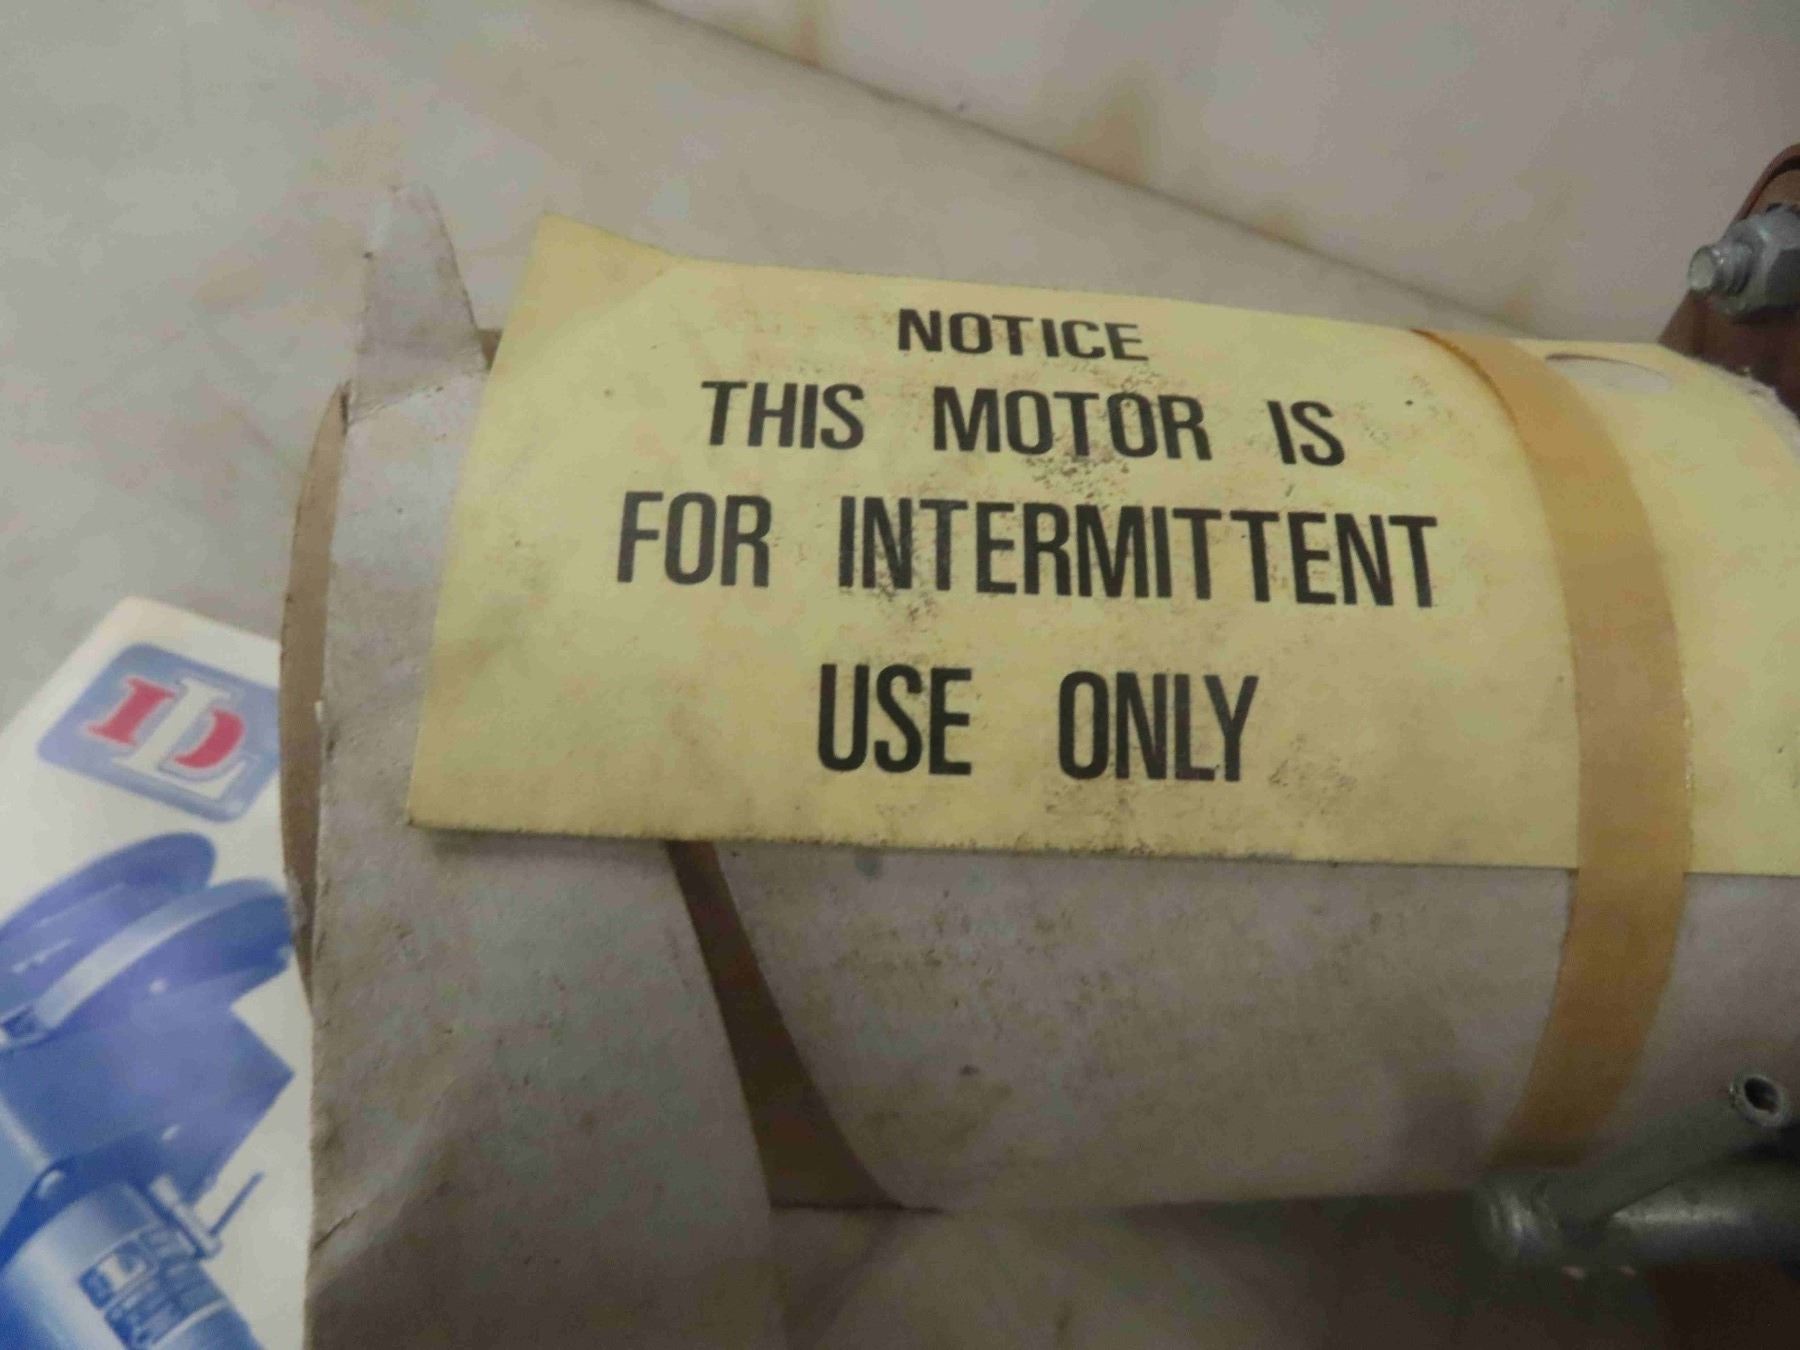 NOTICE
THIS MOTOR IS
FOR INTERMITTENT
USE ONLY